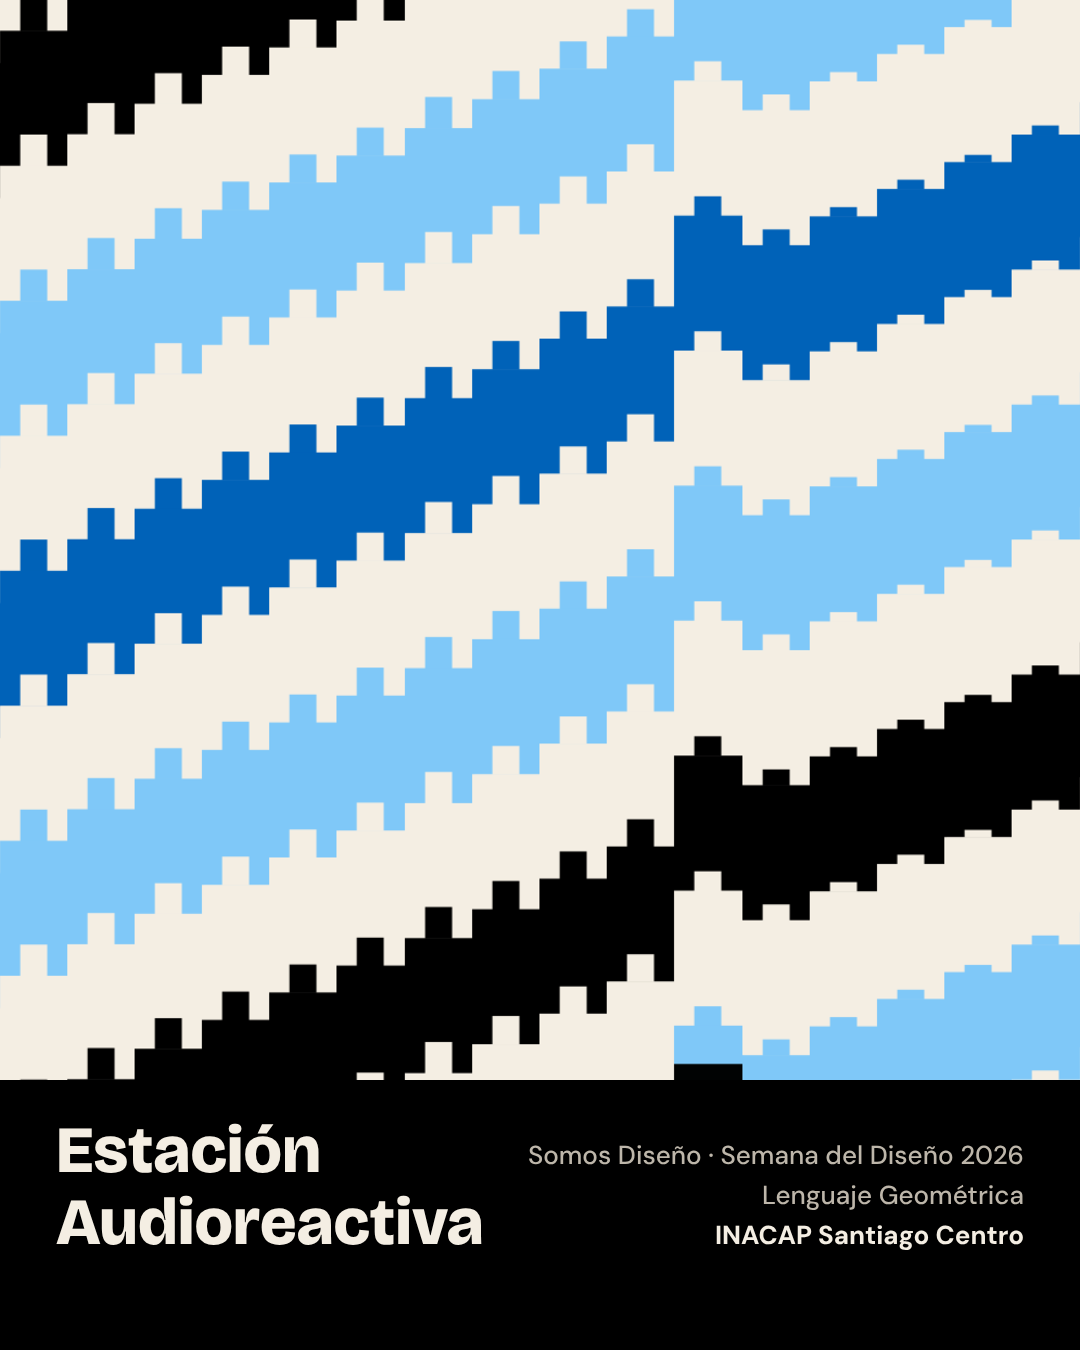 Estación
Audioreactiva
Somos Diseño · Semana del Diseño 2026
Lenguaje Geométrica
INACAP Santiago Centro